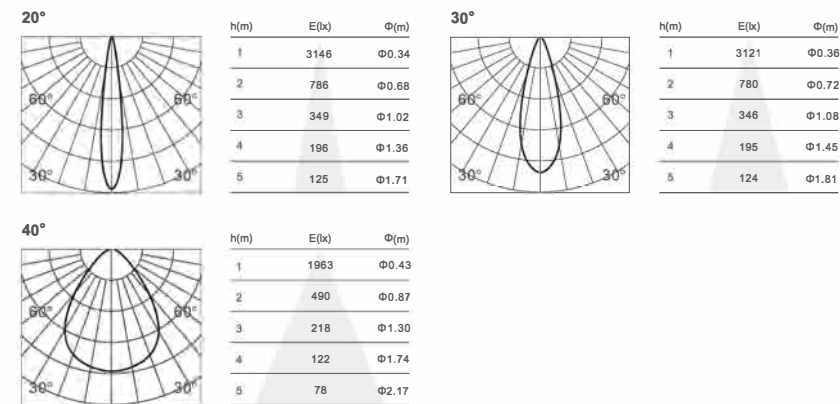 20°
h(m) E(lx) Φ(m)
1 3146 Φ0.34
2 786 Φ0.68
3 349 Φ1.02
4 196 Φ1.36
5 125 Φ1.71
60° 60°
30° 30°
30°
h(m) E(lx) Φ(m)
1 3121 Φ0.36
2 780 Φ0.72
3 346 Φ1.08
4 195 Φ1.45
5 124 Φ1.81
60° 60°
30° 30°
40°
h(m) E(lx) Φ(m)
1 1963 Φ0.43
2 490 Φ0.87
3 218 Φ1.30
4 122 Φ1.74
5 78 Φ2.17
60° 60°
30° 30°